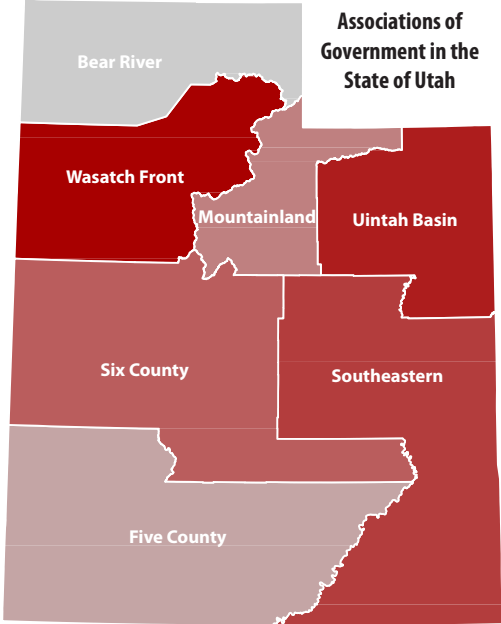 Associations of
Government in the
State of Utah
Bear River
Wasatch Front
Mountainland
Uintah Basin
Six County
Southeastern
Five County